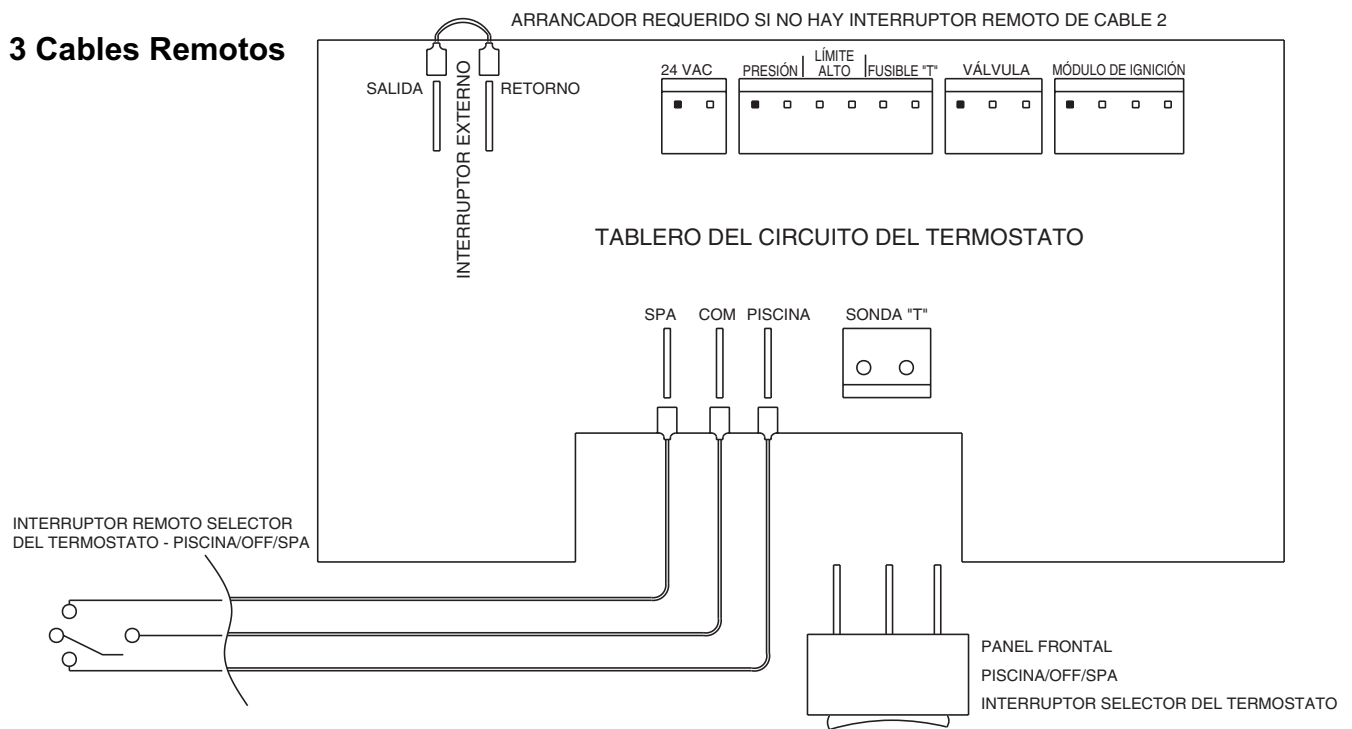 ARRANCADOR REQUERIDO SI NO HAY INTERRUPTOR REMOTO DE CABLE 2
3 Cables Remotos
SALIDA
INTERRUPTOR EXTERNO
RETORNO
24 VAC
PRESIÓN
LÍMITE
ALTO
FUSIBLE "T"
VÁLVULA
MÓDULO DE IGNICIÓN
TABLERO DEL CIRCUITO DEL TERMOSTATO
SPA
COM
PISCINA
SONDA "T"
INTERRUPTOR REMOTO SELECTOR
DEL TERMOSTATO - PISCINA/OFF/SPA
PANEL FRONTAL
PISCINA/OFF/SPA
INTERRUPTOR SELECTOR DEL TERMOSTATO